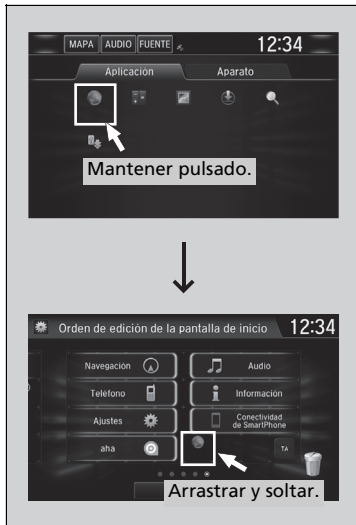 MAPA AUDIO FUENTE 12:34
Aplicación Aparato
Mantener pulsado.
Orden de edición de la pantalla de inicio 12:34
Navegación Audio
Teléfono Información
Ajustes Conectividad
de SmartPhone
aha TA
Arrastrar y soltar.